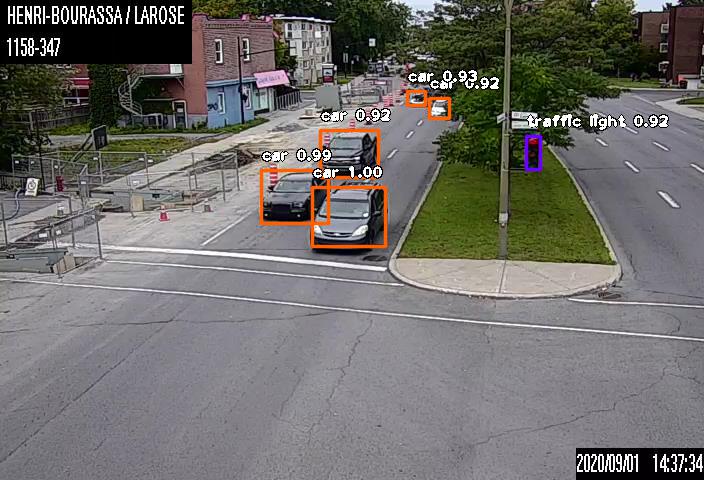 HENRI-BOURASSA / LAROSE
1158-347
car 0.93
car 0.92
car 0.92
traffic light 0.92
car 0.99
car 1.00
2020/09/01 14:37:34